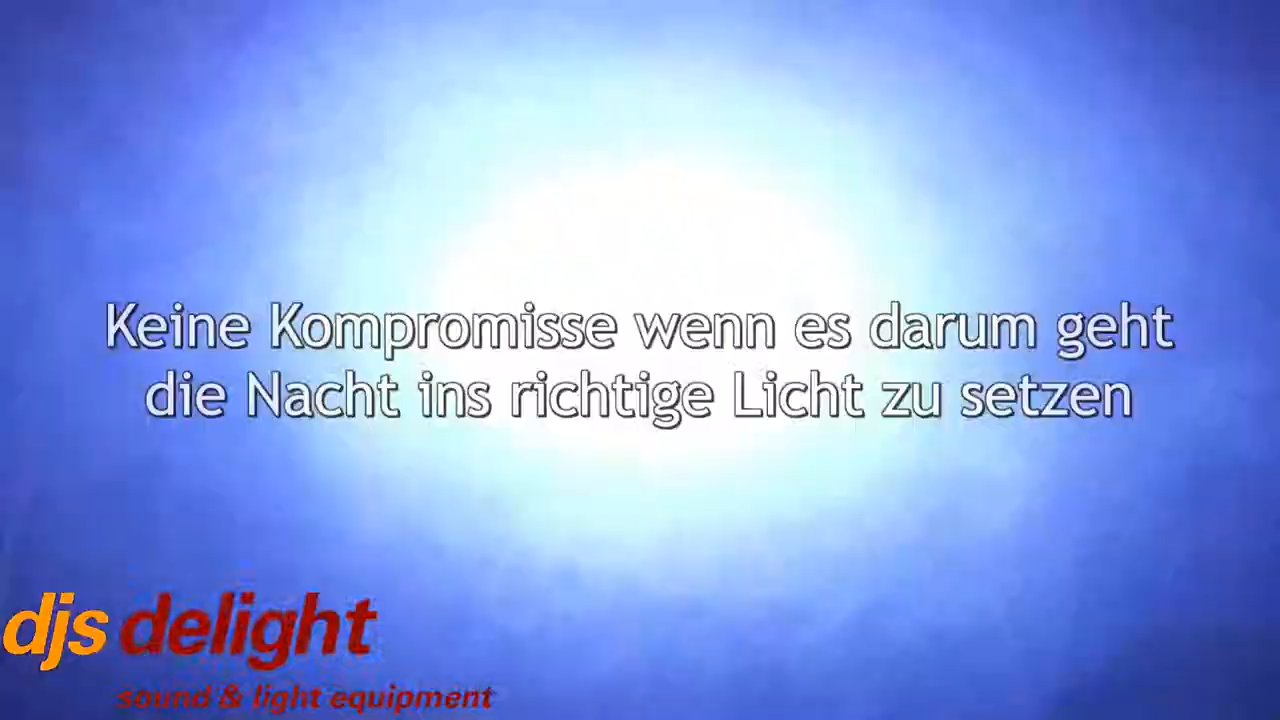 Keine Kompromisse wenn es darum geht
die Nacht ins richtige Licht zu setzen
djs delight
sound & light equipment